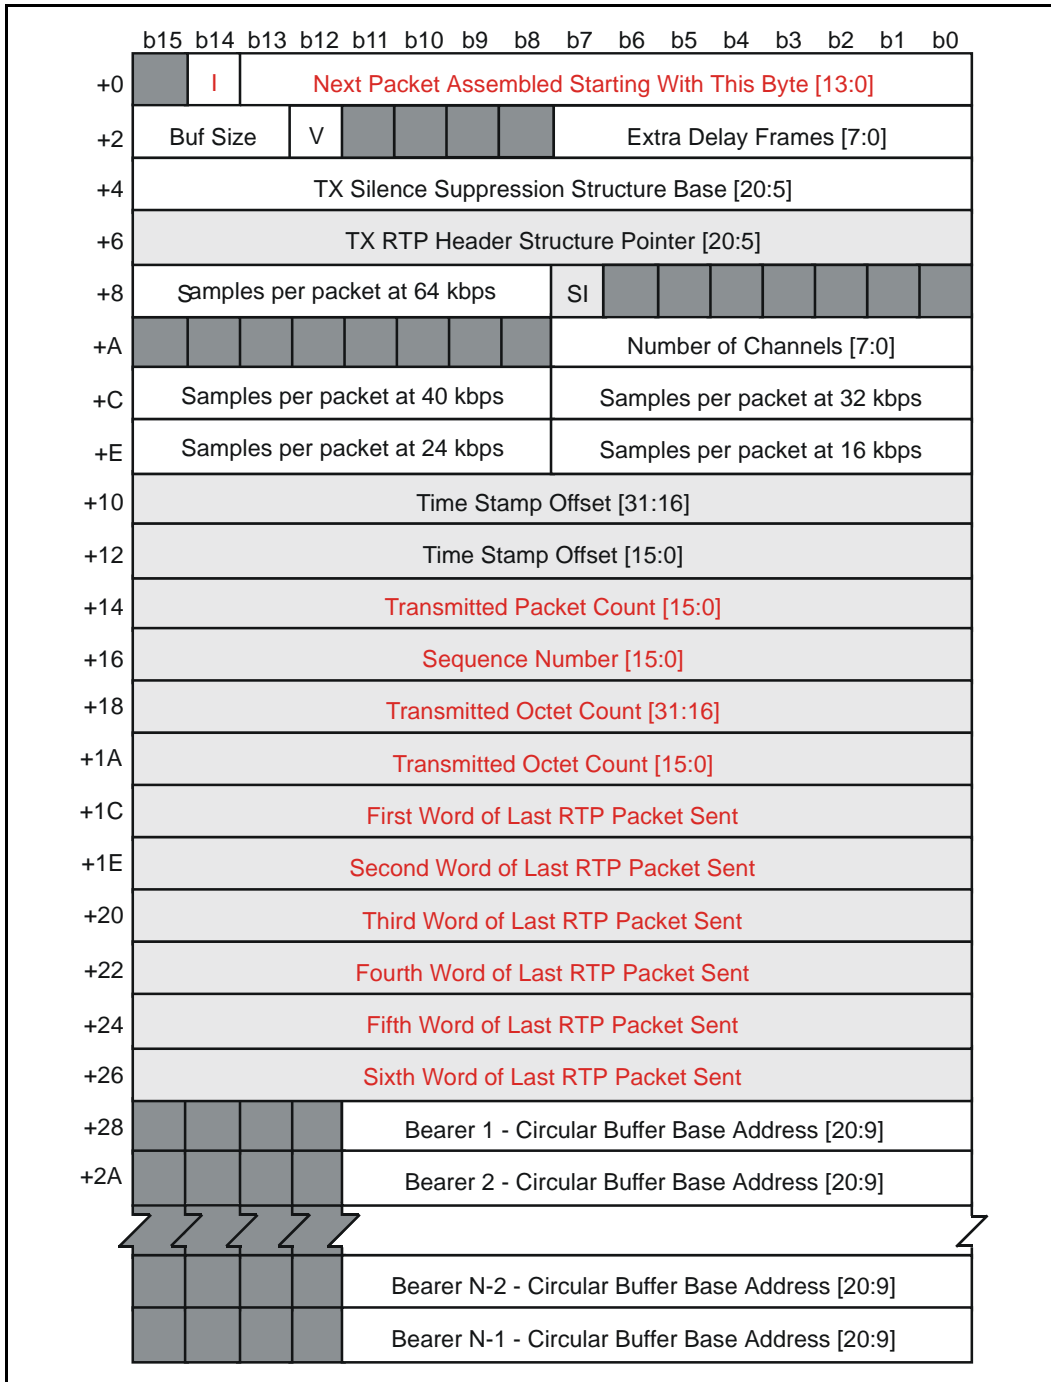 b15 b14 b13 b12 b11 b10 b9 b8 b7 b6 b5 b4 b3 b2 b1 b0
+0 I Next Packet Assembled Starting With This Byte [13:0]
+2 Buf Size V Extra Delay Frames [7:0]
+4 TX Silence Suppression Structure Base [20:5]
+6 TX RTP Header Structure Pointer [20:5]
+8 Samples per packet at 64 kbps SI
+A Number of Channels [7:0]
+C Samples per packet at 40 kbps Samples per packet at 32 kbps
+E Samples per packet at 24 kbps Samples per packet at 16 kbps
+10 Time Stamp Offset [31:16]
+12 Time Stamp Offset [15:0]
+14 Transmitted Packet Count [15:0]
+16 Sequence Number [15:0]
+18 Transmitted Octet Count [31:16]
+1A Transmitted Octet Count [15:0]
+1C First Word of Last RTP Packet Sent
+1E Second Word of Last RTP Packet Sent
+20 Third Word of Last RTP Packet Sent
+22 Fourth Word of Last RTP Packet Sent
+24 Fifth Word of Last RTP Packet Sent
+26 Sixth Word of Last RTP Packet Sent
+28 Bearer 1 - Circular Buffer Base Address [20:9]
+2A Bearer 2 - Circular Buffer Base Address [20:9]
Bearer N-2 - Circular Buffer Base Address [20:9]
Bearer N-1 - Circular Buffer Base Address [20:9]